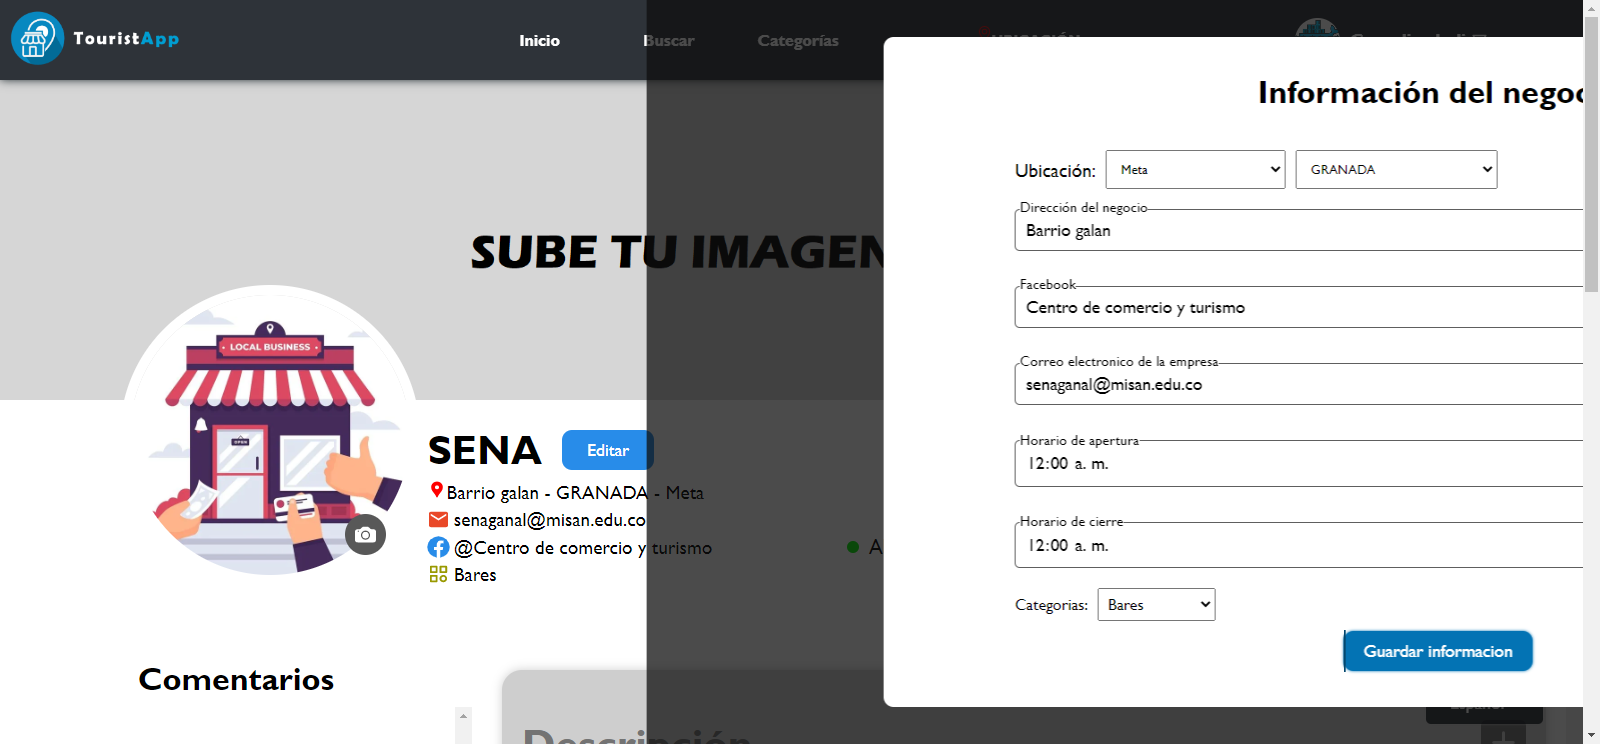 TouristApp
Inicio
Buscar
Categorías
UBICACIÓN
Información del negoc
SUBE TU IMAGEN
Ubicación:
Meta
GRANADA
Dirección del negocio
Barrio galan
Facebook
Centro de comercio y turismo
Correo electronico de la empresa
senaganal@misan.edu.co
Horario de apertura
12:00 a. m.
Horario de cierre
12:00 a. m.
Categorias:
Bares
Guardar informacion
LOCAL BUSINESS
OPEN
SENA
Editar
Barrio galan - GRANADA - Meta
senaganal@misan.edu.co
@Centro de comercio y turismo
A
Bares
Comentarios
Descripción
Español